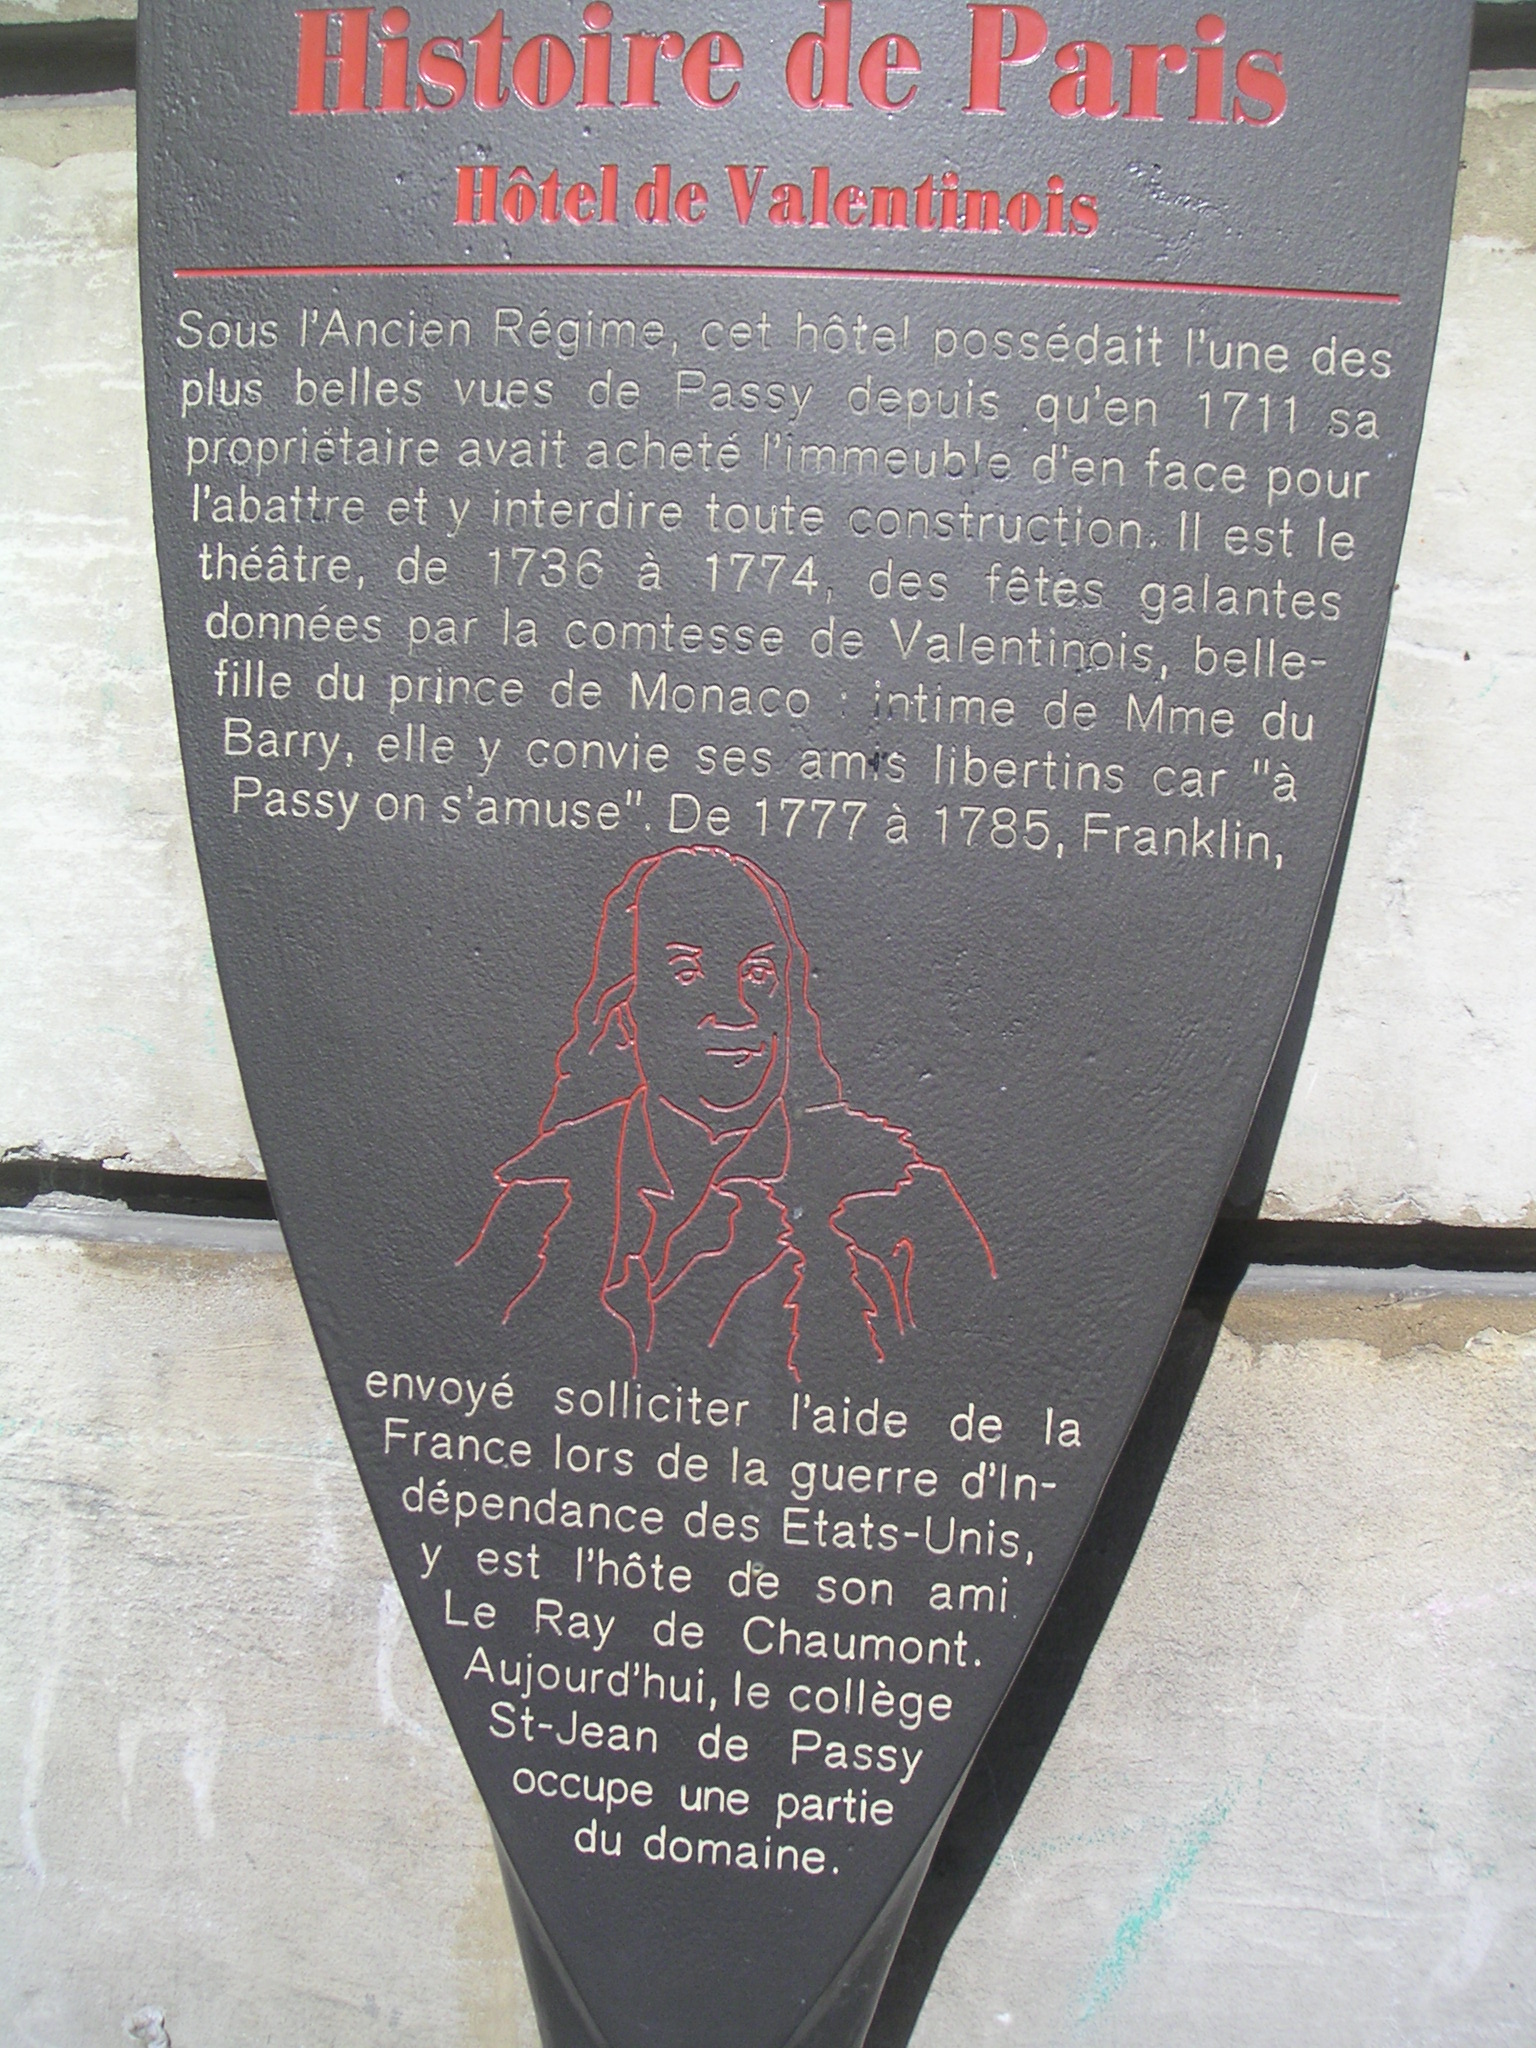 Histoire de Paris
Hôtel de Valentinois
Sous l'Ancien Régime, cet hôtel possédait l'une des
plus belles vues de Passy depuis qu'en 1711 sa
propriétaire avait acheté l'immeuble d'en face pour
l'abattre et y interdire toute construction. Il est le
théâtre, de 1736 à 1774, des fêtes galantes
données par la comtesse de Valentinois, belle-
fille du prince de Monaco : intime de Mme du
Barry, elle y convie ses amis libertins car "à
Passy on s'amuse". De 1777 à 1785, Franklin,
envoyé solliciter l'aide de la
France lors de la guerre d'In-
dépendance des Etats-Unis,
y est l'hôte de son ami
Le Ray de Chaumont.
Aujourd'hui, le collège
St-Jean de Passy
occupe une partie
du domaine.